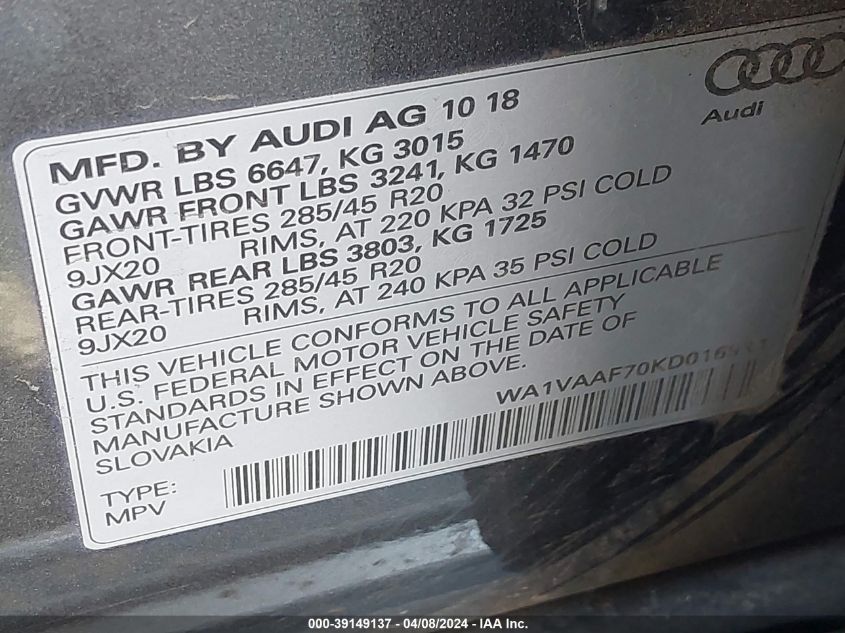 Audi
MFD. BY AUDI AG 10 18
GVWR LBS 6647, KG 3015
GAWR FRONT LBS 3241, KG 1470
FRONT-TIRES 285/45 R20
9JX20 RIMS, AT 220 KPA 32 PSI COLD
GAWR REAR LBS 3803, KG 1725
REAR-TIRES 285/45 R20
9JX20 RIMS, AT 240 KPA 35 PSI COLD
THIS VEHICLE CONFORMS TO ALL APPLICABLE
U.S. FEDERAL MOTOR VEHICLE SAFETY
STANDARDS IN EFFECT ON THE DATE OF
MANUFACTURE SHOWN ABOVE.
SLOVAKIA
TYPE:
MPV
000-39149137 - 04/08/2024 - IAA Inc.